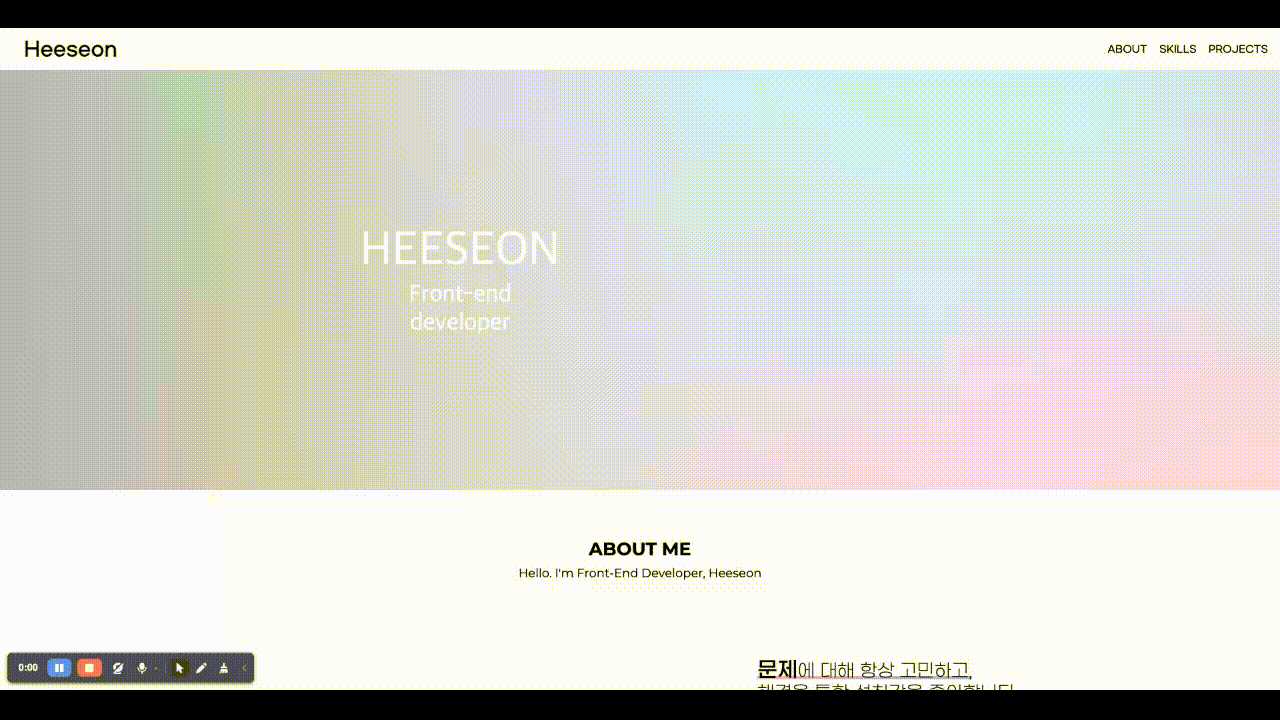 Heeseon
ABOUT SKILLS PROJECTS
HEESEON
Front-end
developer
ABOUT ME
Hello. I'm Front-End Developer, Heeseon
문제에 대해 항상 고민하고,
0:00